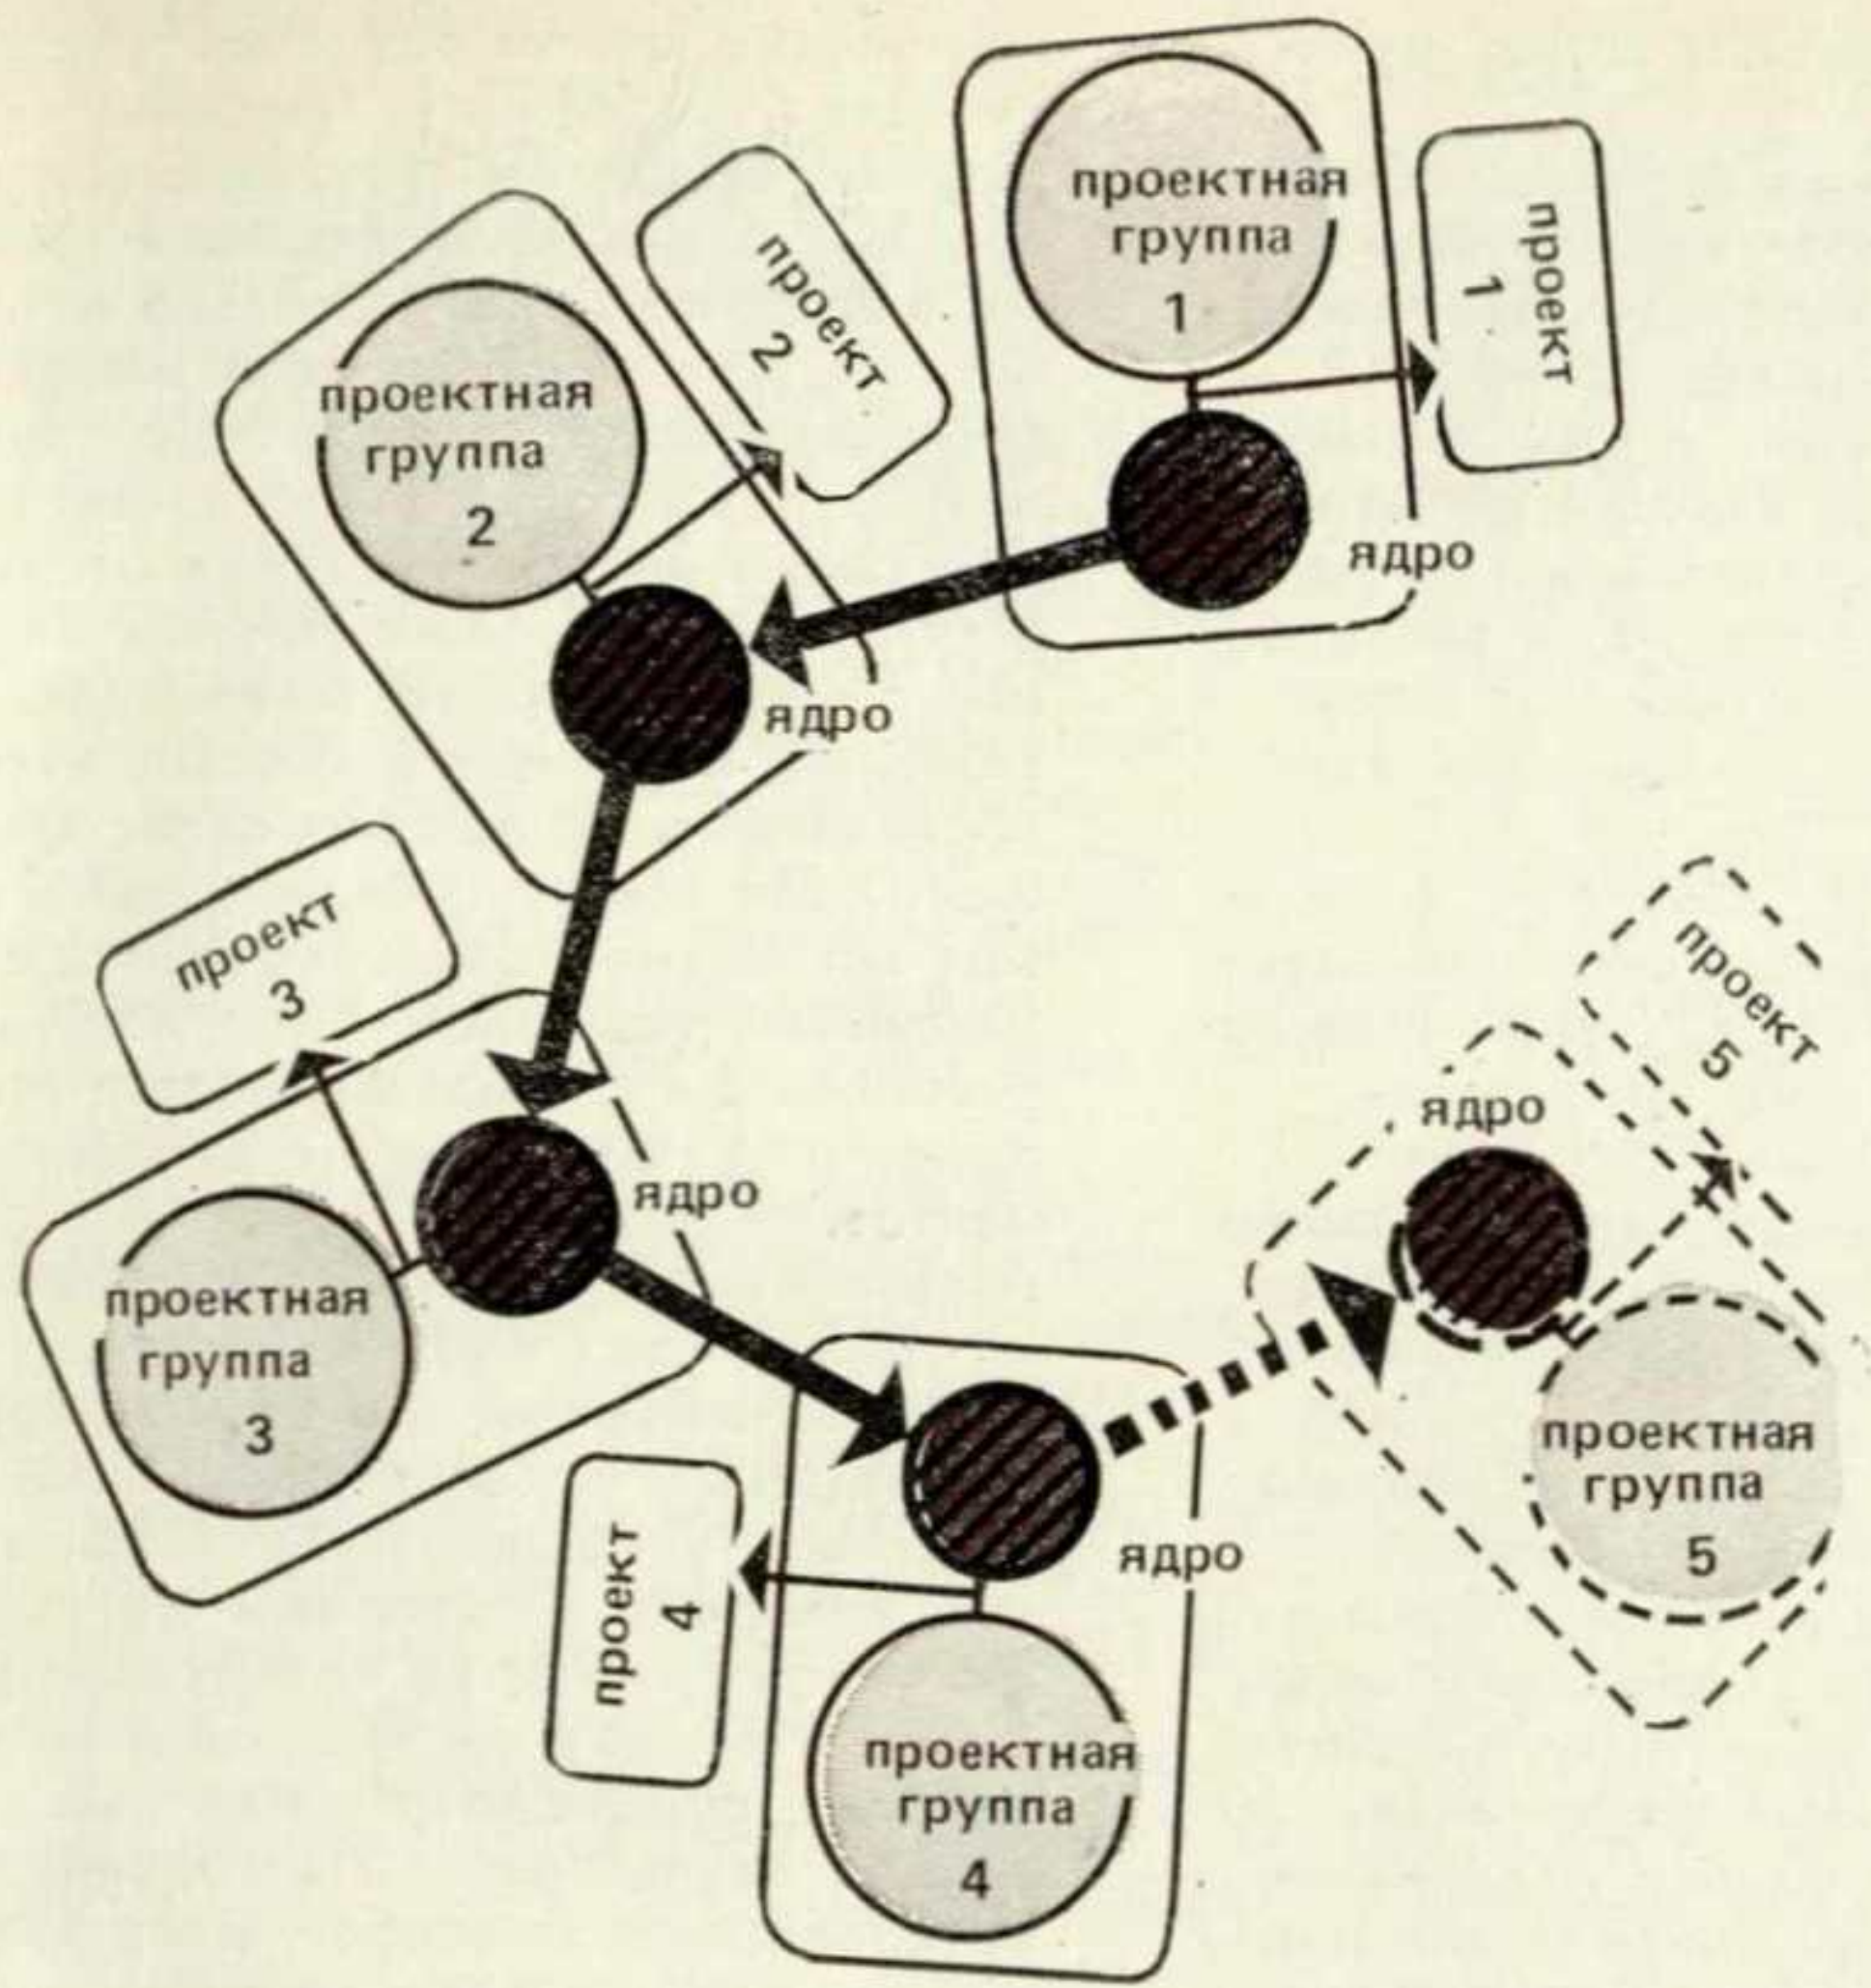 проектная
группа
1
проект
1
ядро
проектная
группа
2
проект
2
ядро
проект
3
проектная
группа
3
ядро
проект
4
ядро
проектная
группа
4
проект
5
ядро
проектная
группа
5